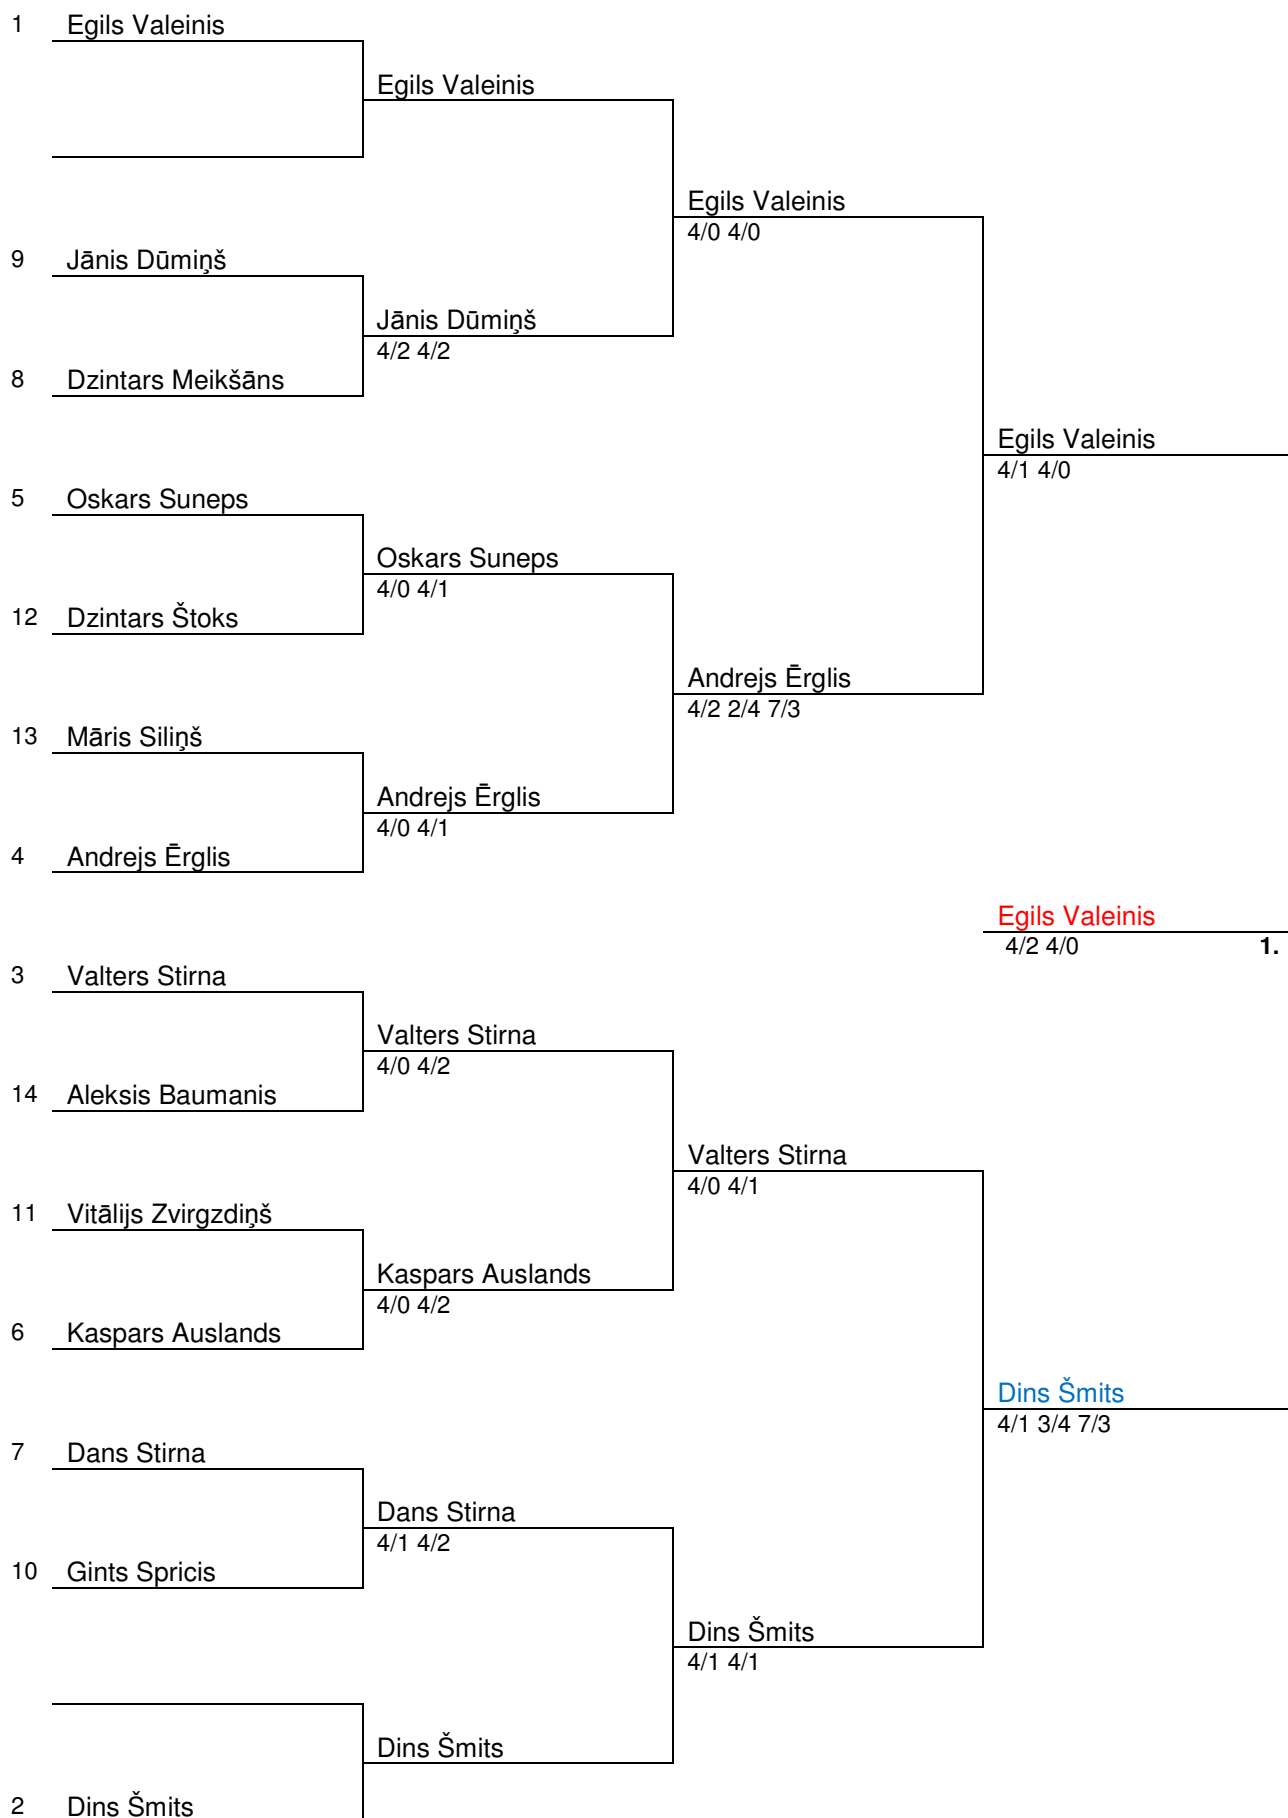 1 Egils Valeinis
Egils Valeinis
Egils Valeinis
4/0 4/0
9 Jānis Dūmiņš
Jānis Dūmiņš
4/2 4/2
8 Dzintars Meikšāns
Egils Valeinis
4/1 4/0
5 Oskars Suneps
Oskars Suneps
4/0 4/1
12 Dzintars Štoks
Andrejs Ērglis
4/2 2/4 7/3
13 Māris Siliņš
Andrejs Ērglis
4/0 4/1
4 Andrejs Ērglis
Egils Valeinis
4/2 4/0 1.
3 Valters Stirna
Valters Stirna
4/0 4/2
14 Aleksis Baumanis
Valters Stirna
4/0 4/1
11 Vitālijs Zvirgzdiņš
Kaspars Auslands
4/0 4/2
6 Kaspars Auslands
Dins Šmits
4/1 3/4 7/3
7 Dans Stirna
Dans Stirna
4/1 4/2
10 Gints Spricis
Dins Šmits
4/1 4/1
Dins Šmits
2 Dins Šmits